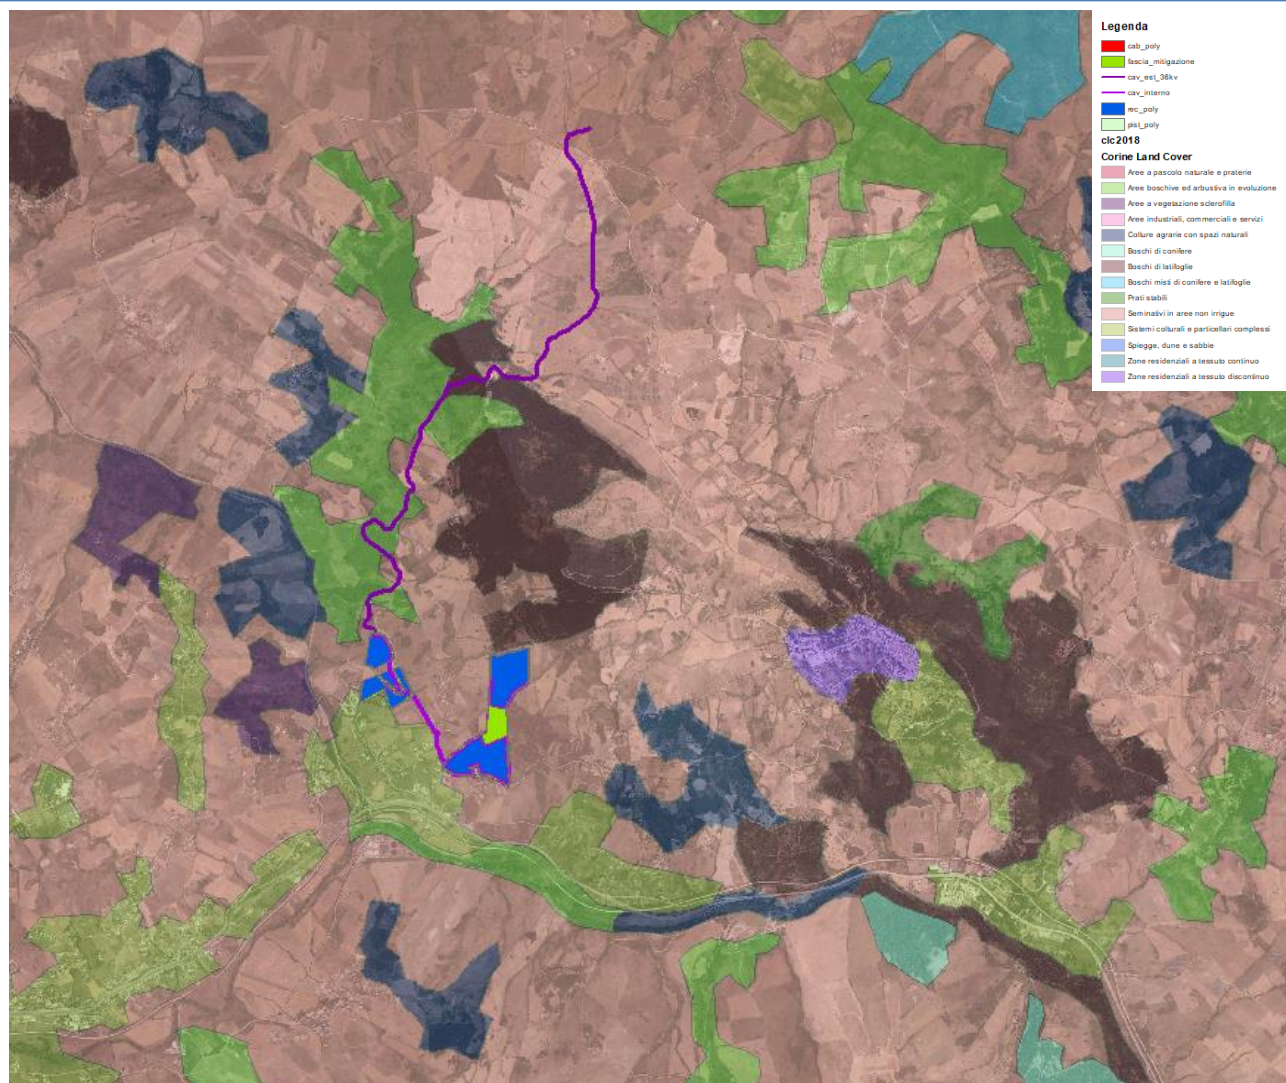 Legenda
cab_poly
fascia_mitigazione
cav_est_36kv
cav_interno
rec_poly
pist_poly
clc2018
Corine Land Cover
Aree a pascolo naturale e praterie
Aree boschive ed arbustiva in evoluzione
Aree a vegetazione sclerofilla
Aree industriali, commerciali e servizi
Colture agrarie con spazi naturali
Boschi di conifere
Boschi di latifoglie
Boschi misti di conifere e latifoglie
Prati stabili
Seminativi in aree non irrigue
Sistemi colturali e particellari complessi
Spiegge, dune e sabbie
Zone residenziali a tessuto continuo
Zone residenziali a tessuto discontinuo